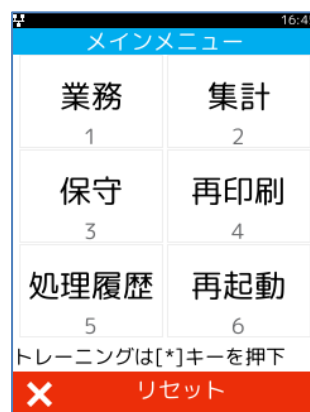 16:4
メインメニュー
業務 集計
1 2
保守 再印刷
3 4
処理履歴 再起動
5 6
トレーニングは[*]キーを押下
リセット